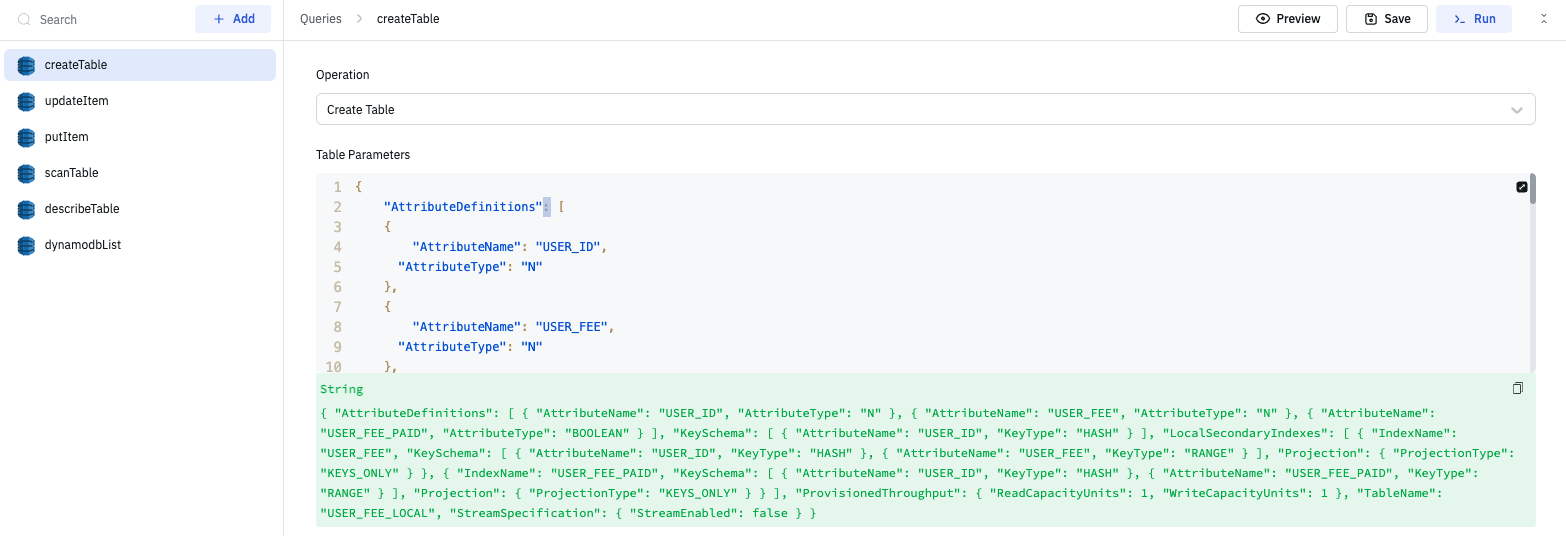 Search
+ Add
createTable
updateItem
putItem
scanTable
describeTable
dynamodbList
Queries > createTable
Preview
Save
Run
Operation
Create Table
Table Parameters
1 {
2 "AttributeDefinitions": [
3 {
4 "AttributeName": "USER_ID",
5 "AttributeType": "N"
6 },
7 {
8 "AttributeName": "USER_FEE",
9 "AttributeType": "N"
10 },
String
{ "AttributeDefinitions": [ { "AttributeName": "USER_ID", "AttributeType": "N" }, { "AttributeName": "USER_FEE", "AttributeType": "N" }, { "AttributeName":
"USER_FEE_PAID", "AttributeType": "BOOLEAN" } ], "KeySchema": [ { "AttributeName": "USER_ID", "KeyType": "HASH" } ], "LocalSecondaryIndexes": [ { "IndexName":
"USER_FEE", "KeySchema": [ { "AttributeName": "USER_ID", "KeyType": "HASH" }, { "AttributeName": "USER_FEE", "KeyType": "RANGE" } ], "Projection": { "ProjectionType":
"KEYS_ONLY" } }, { "IndexName": "USER_FEE_PAID", "KeySchema": [ { "AttributeName": "USER_ID", "KeyType": "HASH" }, { "AttributeName": "USER_FEE_PAID", "KeyType":
"RANGE" } ], "Projection": { "ProjectionType": "KEYS_ONLY" } } ], "ProvisionedThroughput": { "ReadCapacityUnits": 1, "WriteCapacityUnits": 1 }, "TableName":
"USER_FEE_LOCAL", "StreamSpecification": { "StreamEnabled": false } }